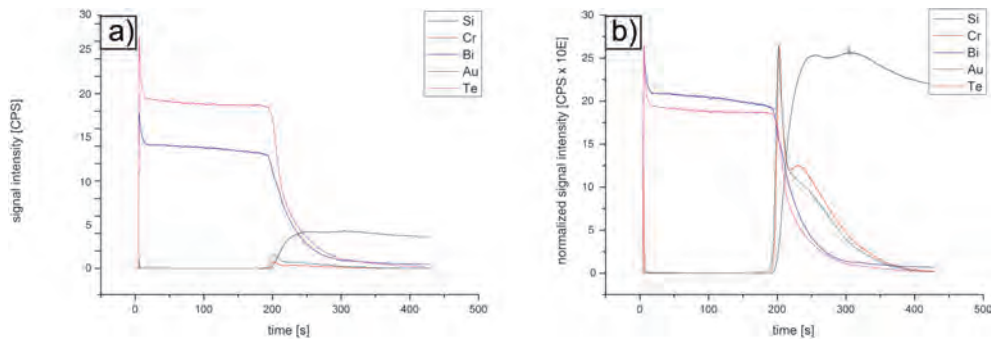 a)
Si
Cr
Bi
Au
Te
30
25
20
15
10
5
0
signal intensity [CPS]
0
100
200
300
400
500
time [s]
b)
Si
Cr
Bi
Au
Te
30
25
20
15
10
5
0
normalized signal intensity [CPS x 10E]
0
100
200
300
400
500
time [s]